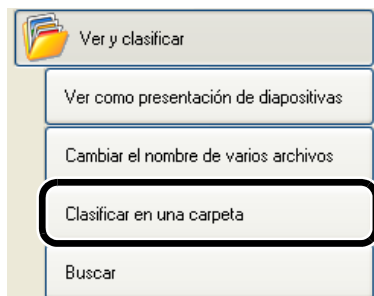 Ver y clasificar
Ver como presentación de diapositivas
Cambiar el nombre de varios archivos
Clasificar en una carpeta
Buscar